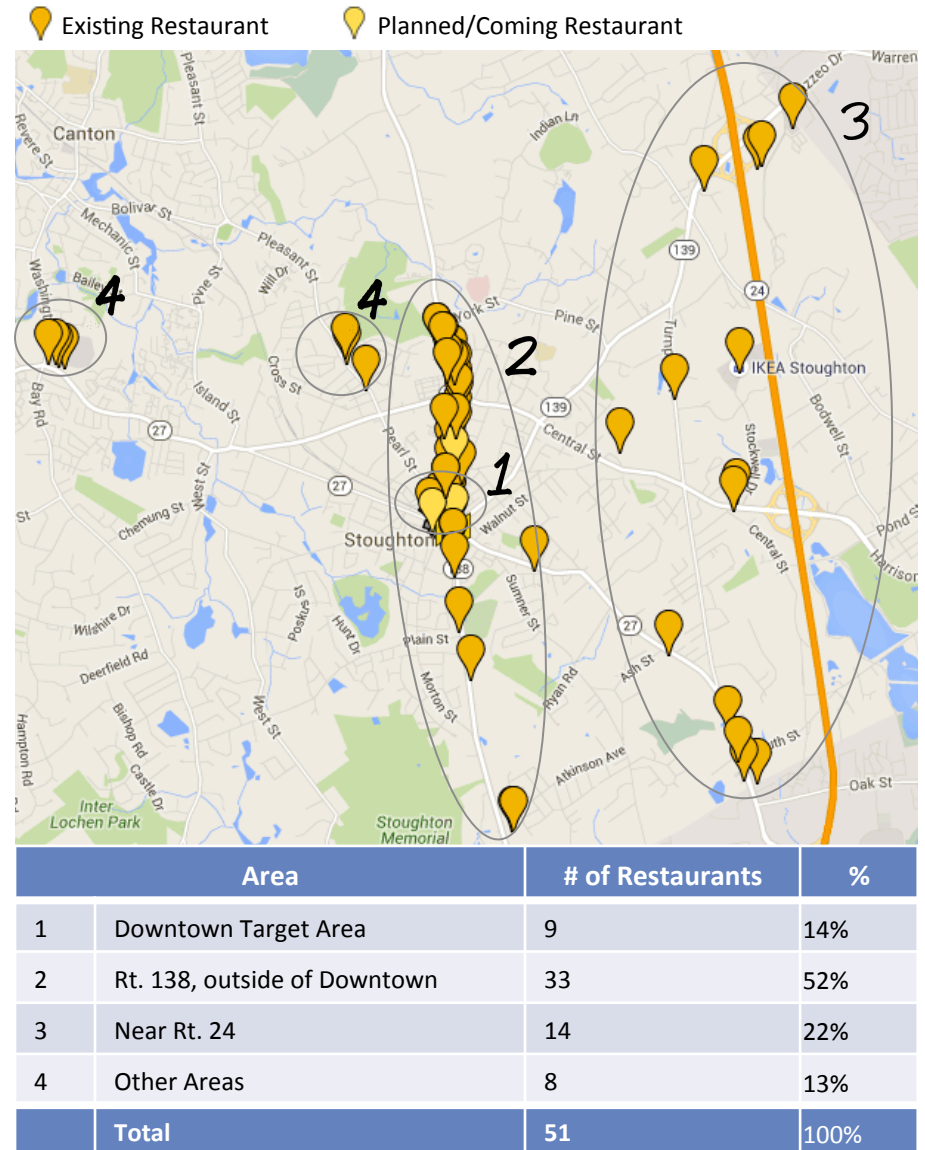 Existing Restaurant Planned/Coming Restaurant
Warren
Pleasant St
Revere St
Canton
Indian Ln
3
Bolivar St
Mechanic St
Pleasant St
139
Will Dr
Pine St
24
4
4
York St
Pine St
Turnp
2
IKEA Stoughton
Cross St
Bay Rd
Island St
139
Bodwell St
27
Pearl St
Central St
Stockwell Dr
West St
27
1
Walnut St
St
Chemung St
Pond S
Stoughton
Central St
Harrison
138
Sumner St
Wilshire Dr
Poskus St
Hunt Dr
27
Plain St
Deerfield Rd
Ash St
Ryan Rd
Morton St
West St
Bishop Rd
Hampton Rd
uth St
Castle Dr
Atkinson Ave
Oak St
Inter
Lochen Park
Stoughton
Memorial
Area # of Restaurants %
1 Downtown Target Area 9 14%
2 Rt. 138, outside of Downtown 33 52%
3 Near Rt. 24 14 22%
4 Other Areas 8 13%
Total 51 100%